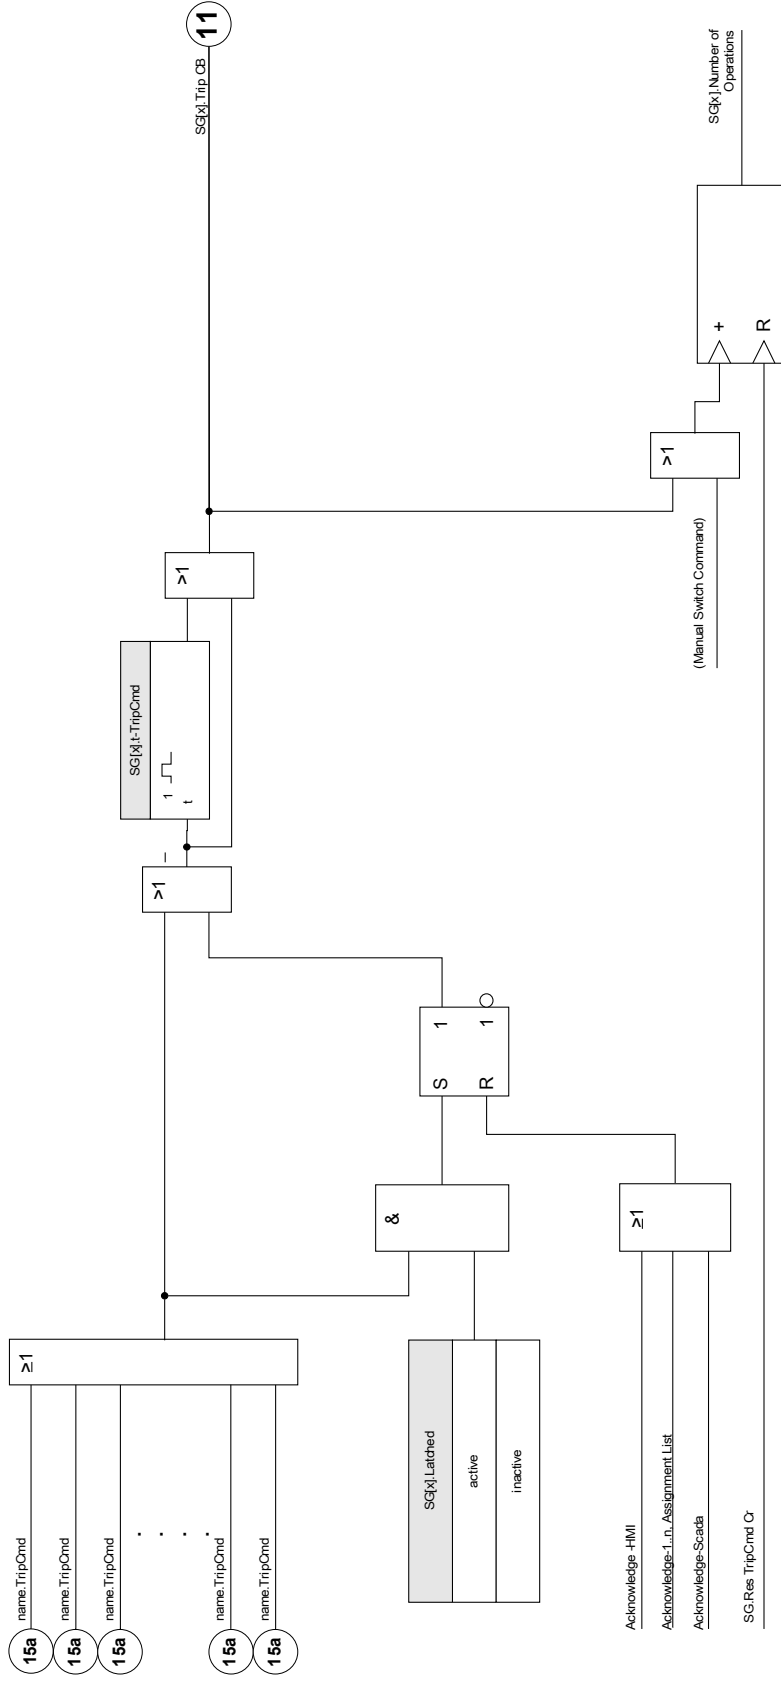 15a
name.TripCmd
15a
name.TripCmd
15a
name.TripCmd
. . . .
15a
name.TripCmd
15a
name.TripCmd
≥1
SG[x].Latched
active
inactive
&
Acknowledge -HMI
Acknowledge-1..n, Assignment List
Acknowledge-Scada
≥1
SG.Res TripCmd Cr
S
R
1
1
>1
SG[x].t-TripCmd
1
t
>1
SG[x].Trip CB
11
(Manual Switch Command)
>1
+
R
SG[x].Number of
Operations